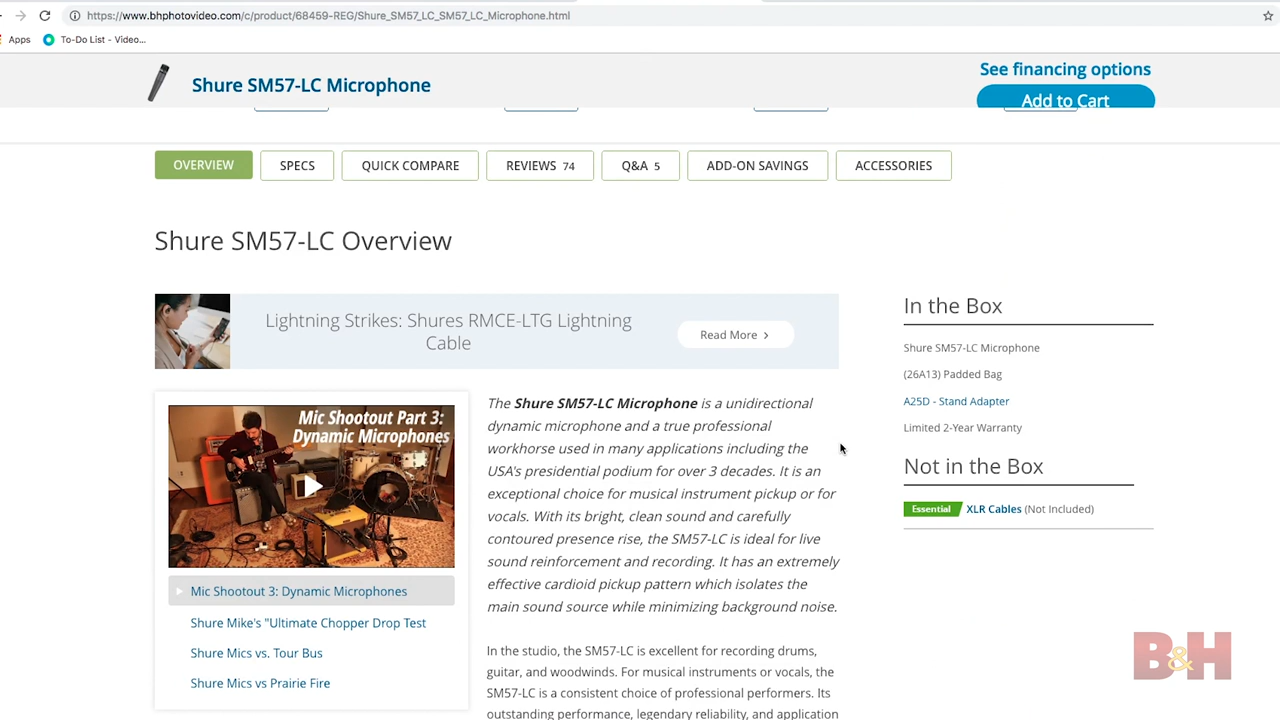 https://www.bhphotovideo.com/c/product/68459-REG/Shure_SM57_LC_SM57_LC_Microphone.html
Apps To-Do List - Video...
Shure SM57-LC Microphone
See financing options
Add to Cart
OVERVIEW SPECS QUICK COMPARE REVIEWS 74 Q&A 5 ADD-ON SAVINGS ACCESSORIES
Shure SM57-LC Overview
Lightning Strikes: Shures RMCE-LTG Lightning
Cable
Read More >
Mic Shootout Part 3:
Dynamic Microphones
Mic Shootout 3: Dynamic Microphones
Shure Mike's "Ultimate Chopper Drop Test
Shure Mics vs. Tour Bus
Shure Mics vs Prairie Fire
The Shure SM57-LC Microphone is a unidirectional
dynamic microphone and a true professional
workhorse used in many applications including the
USA's presidential podium for over 3 decades. It is an
exceptional choice for musical instrument pickup or for
vocals. With its bright, clean sound and carefully
contoured presence rise, the SM57-LC is ideal for live
sound reinforcement and recording. It has an extremely
effective cardioid pickup pattern which isolates the
main sound source while minimizing background noise.
In the studio, the SM57-LC is excellent for recording drums,
guitar, and woodwinds. For musical instruments or vocals, the
SM57-LC is a consistent choice of professional performers. Its
outstanding performance, legendary reliability, and application
In the Box
Shure SM57-LC Microphone
(26A13) Padded Bag
A25D - Stand Adapter
Limited 2-Year Warranty
Not in the Box
Essential XLR Cables (Not Included)
B&H